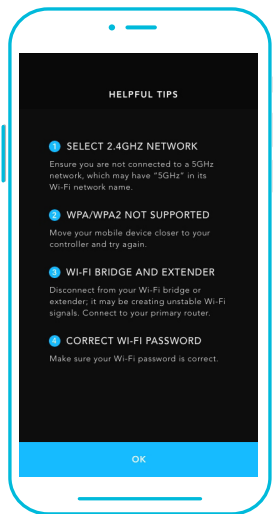 HELPFUL TIPS
1 SELECT 2.4GHZ NETWORK
Ensure you are not connected to a 5GHz
network, which may have "5GHz" in its
Wi-Fi network name.
2 WPA/WPA2 NOT SUPPORTED
Move your mobile device closer to your
controller and try again.
3 WI-FI BRIDGE AND EXTENDER
Disconnect from your Wi-Fi bridge or
extender; it may be creating unstable Wi-Fi
signals. Connect to your primary router.
4 CORRECT WI-FI PASSWORD
Make sure your Wi-Fi password is correct.
OK